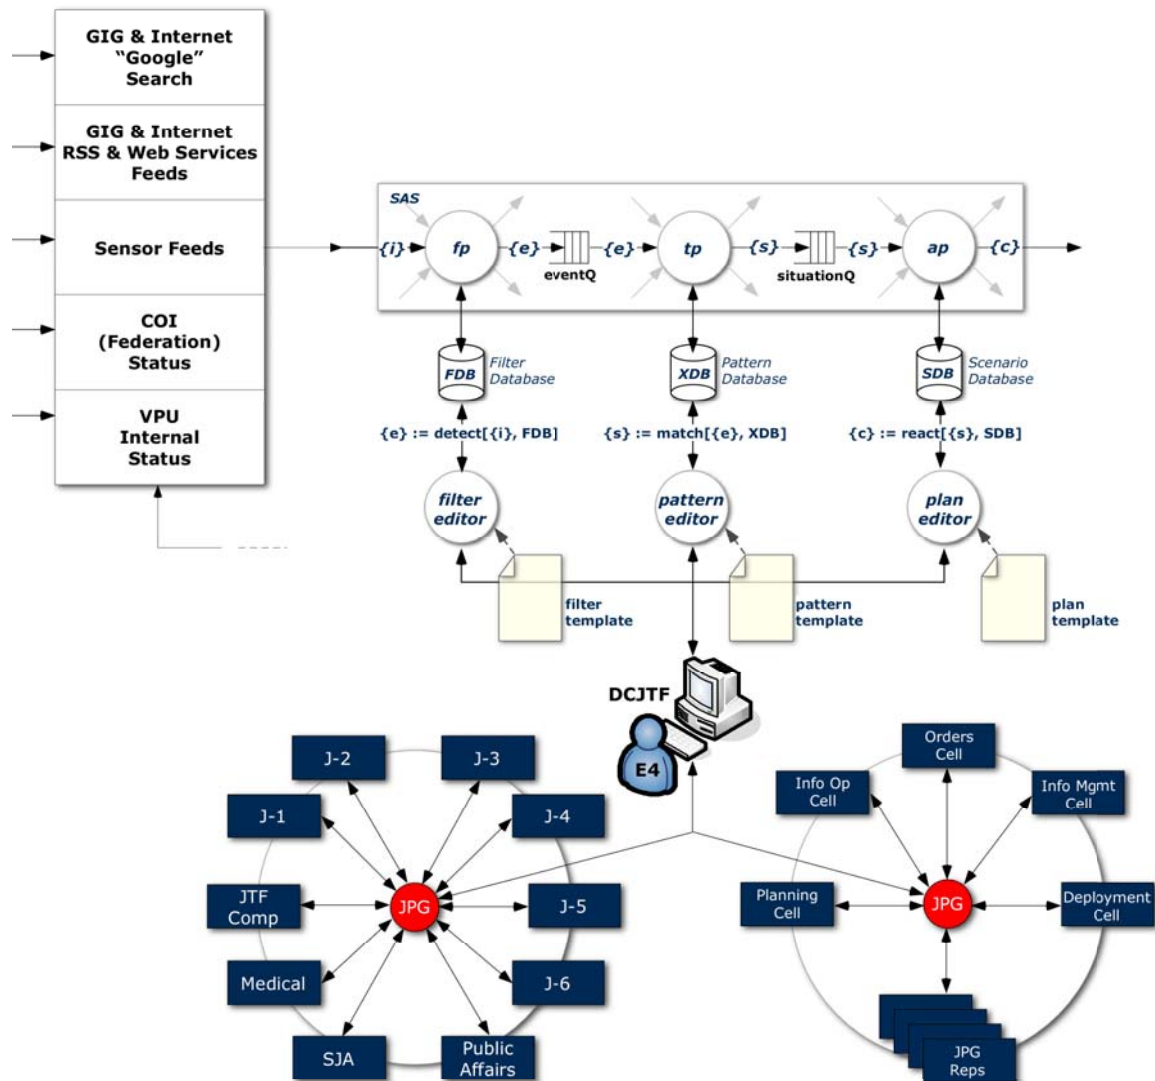 GIG & Internet
“Google”
Search
GIG & Internet
RSS & Web Services
Feeds
Sensor Feeds
COI
(Federation)
Status
VPU
Internal
Status
SAS
{i}
fp
{e}
eventQ
{e}
tp
{s}
situationQ
{s}
ap
{c}
FDB
Filter
Database
XDB
Pattern
Database
SDB
Scenario
Database
{e} := detect[{i}, FDB]
{s} := match[{e}, XDB]
{c} := react[{s}, SDB]
filter
editor
pattern
editor
plan
editor
filter
template
pattern
template
plan
template
DCJTF
E4
J-2
J-3
J-1
J-4
JTF
Comp
JPG
J-5
Medical
J-6
SJA
Public
Affairs
Orders
Cell
Info Op
Cell
Info Mgmt
Cell
Planning
Cell
JPG
Deployment
Cell
JPG
Reps